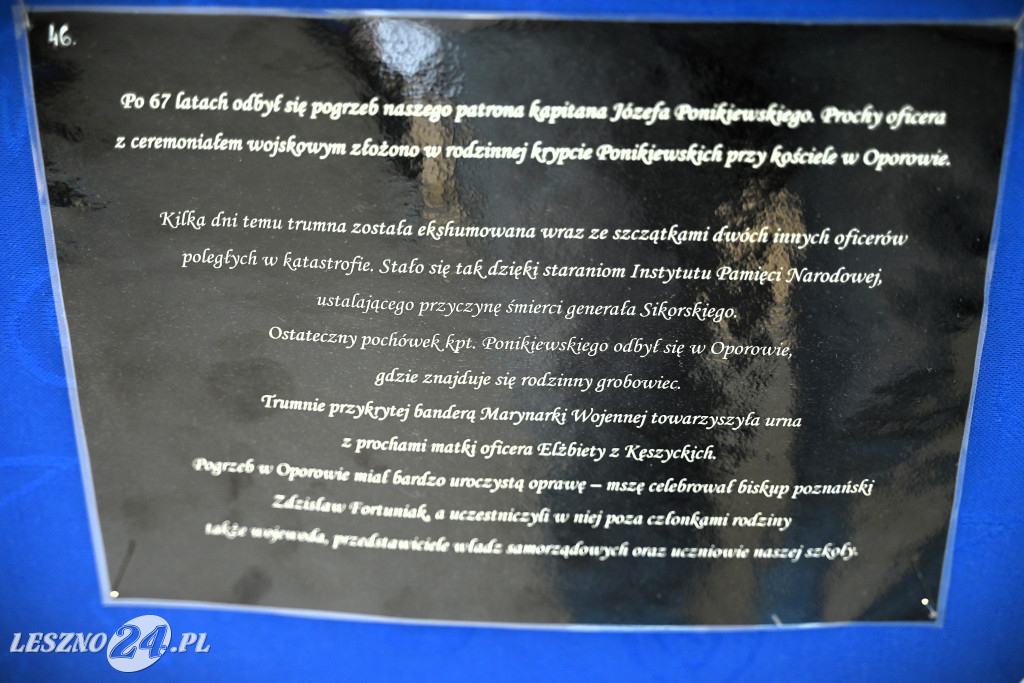 46.
Po 67 latach odbył się pogrzeb naszego patrona kapitana Józefa Ponikiewskiego. Prochy oficera
z ceremoniałem wojskowym złożono w rodzinnej krypcie Ponikiewskich przy kościele w Oporowie.
Kilka dni temu trumna została ekshumowana wraz ze szczątkami dwóch innych oficerów
poległych w katastrofie. Stało się tak dzięki staraniom Instytutu Pamięci Narodowej,
ustalającego przyczynę śmierci generała Sikorskiego.
Ostateczny pochówek kpt. Ponikiewskiego odbył się w Oporowie,
gdzie znajduje się rodzinny grobowiec.
Trumnie przykrytej banderą Marynarki Wojennej towarzyszyła urna
z prochami matki oficera Elżbiety z Kęszyckich.
Pogrzeb w Oporowie miał bardzo uroczystą oprawę – mszę celebrował biskup poznański
Zdzisław Fortuniak, a uczestniczyli w niej poza członkami rodziny
także wojewoda, przedstawiciele władz samorządowych oraz uczniowie naszej szkoły.
LESZNO24.PL